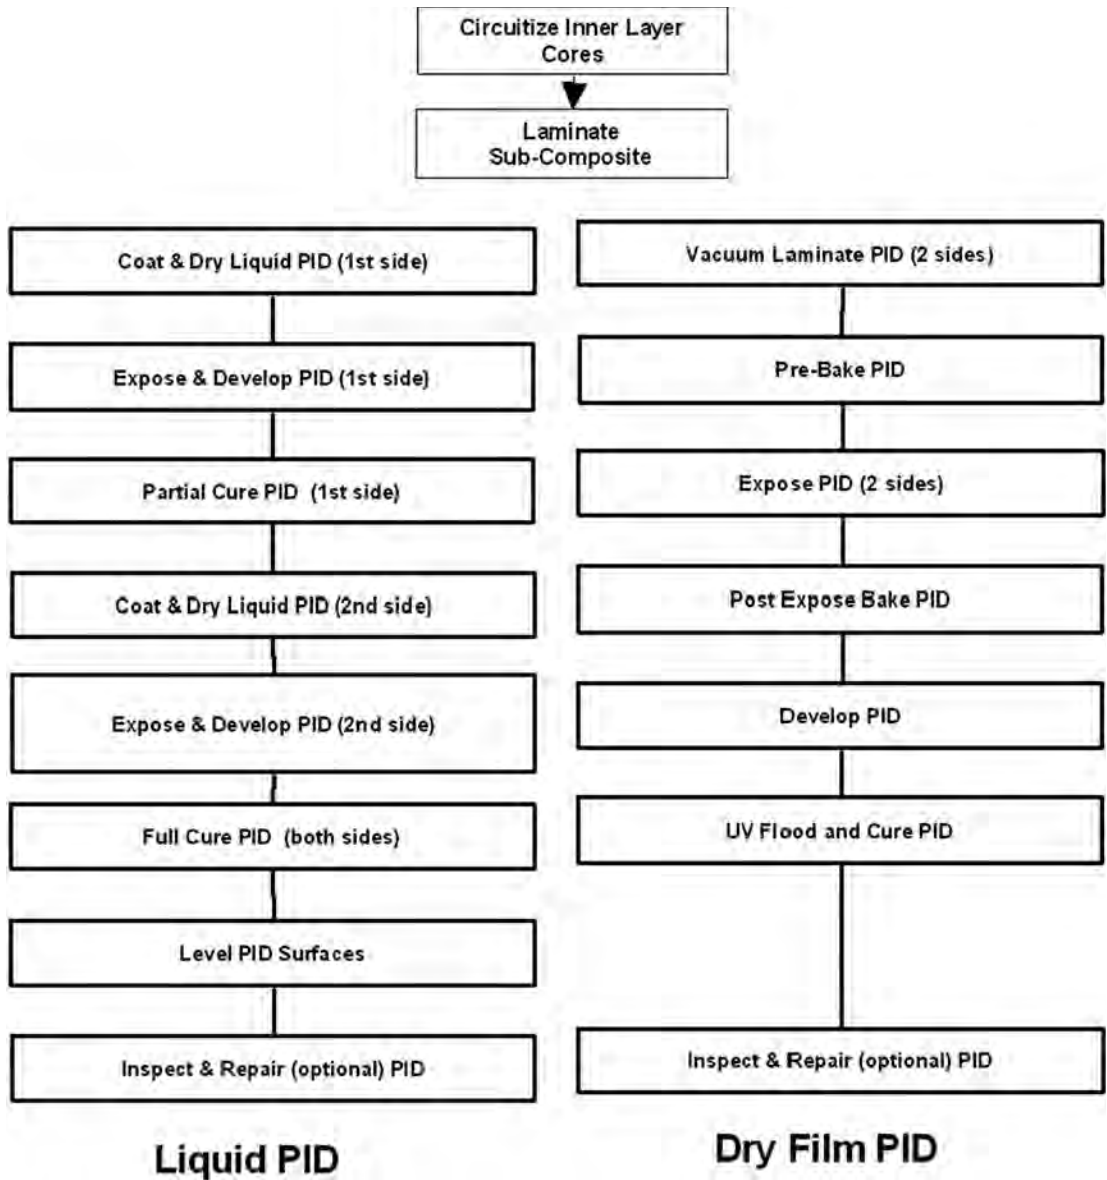 Circuitize Inner Layer
Cores
Laminate
Sub-Composite
Coat & Dry Liquid PID (1st side)
Expose & Develop PID (1st side)
Partial Cure PID (1st side)
Coat & Dry Liquid PID (2nd side)
Expose & Develop PID (2nd side)
Full Cure PID (both sides)
Level PID Surfaces
Inspect & Repair (optional) PID
Liquid PID
Vacuum Laminate PID (2 sides)
Pre-Bake PID
Expose PID (2 sides)
Post Expose Bake PID
Develop PID
UV Flood and Cure PID
Inspect & Repair (optional) PID
Dry Film PID